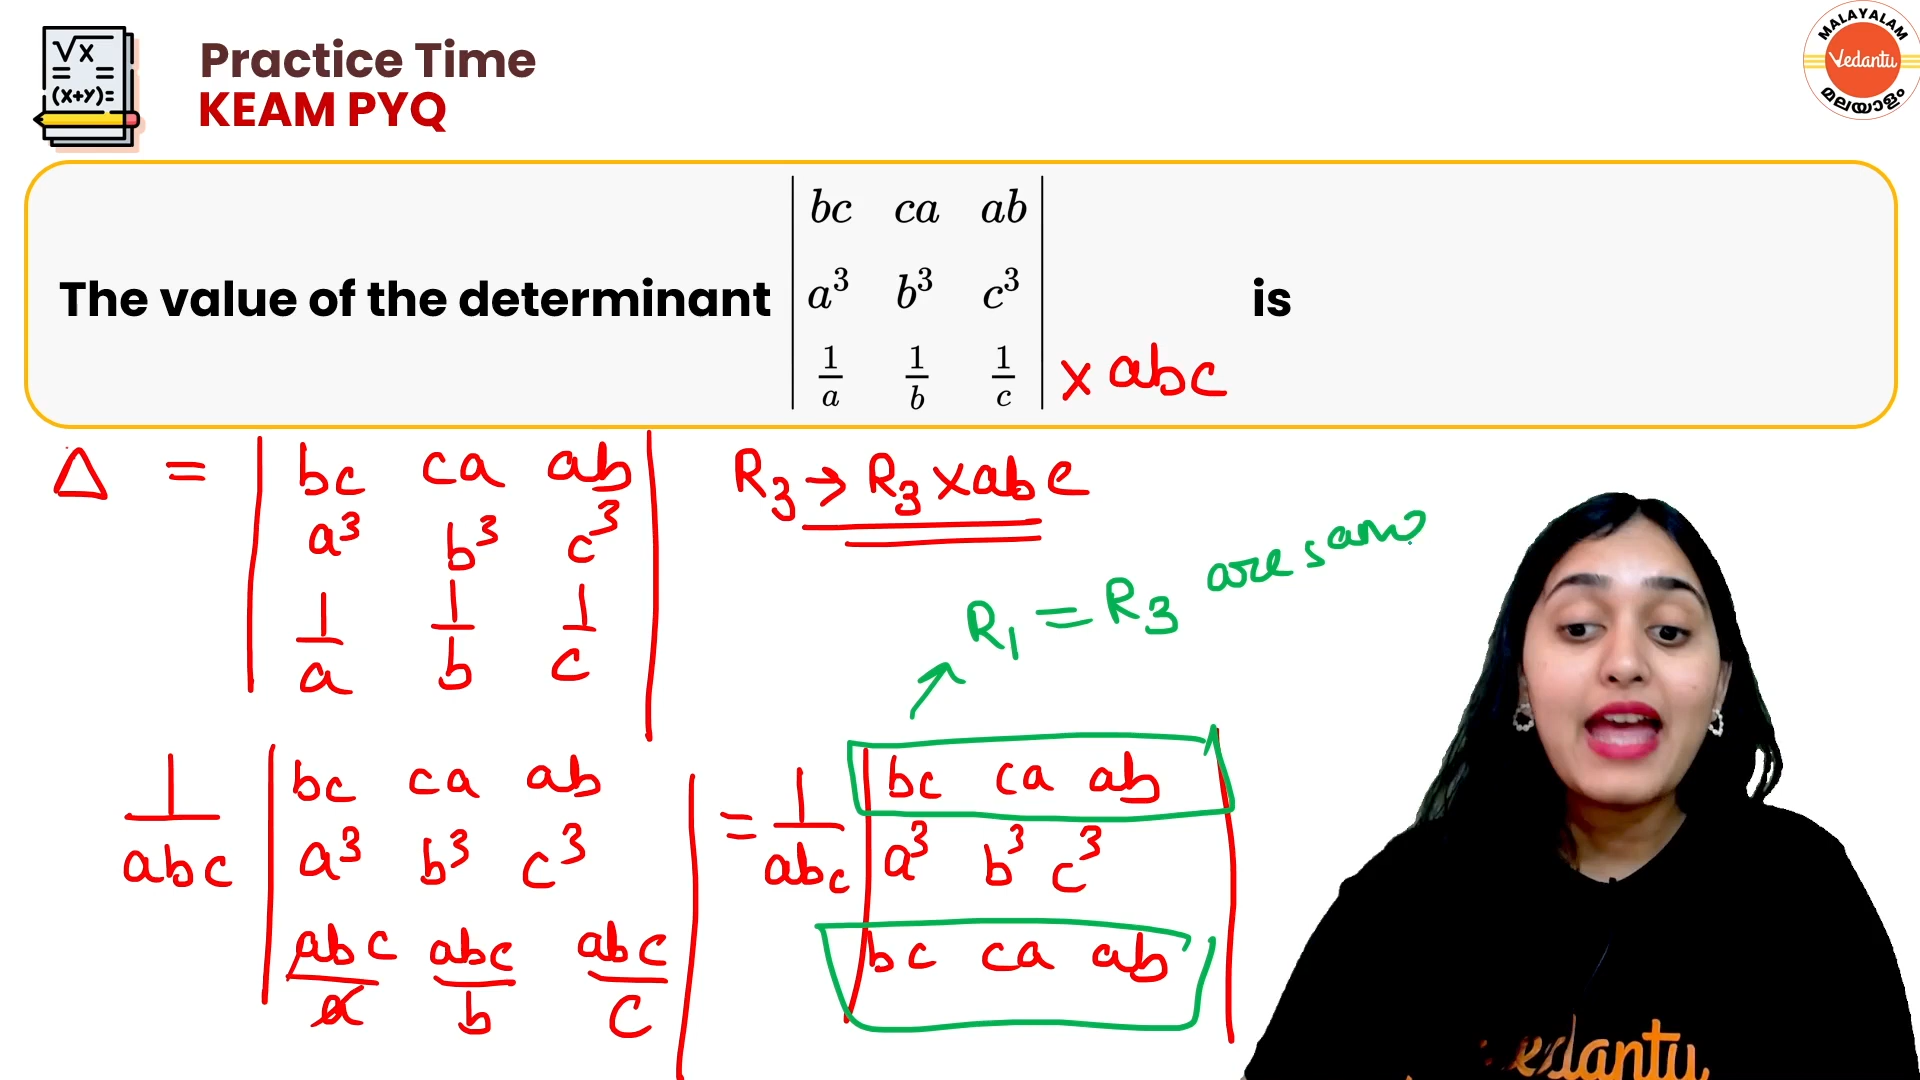 √x
= =
(x+y)=
Practice Time
KEAM PYQ
MALAYALAM
Vedantu
മലയാളം
The value of the determinant | bc ca ab | is
a³ b³ c³
1/a 1/b 1/c × abc
Δ = | bc ca ab | R₃ → R₃ × abc
a³ b³ c³
1/a 1/b 1/c
R₁ = R₃ are same
1/abc | bc ca ab | = 1/abc | bc ca ab |
a³ b³ c³ a³ b³ c³
abc/a abc/b abc/c bc ca ab
vedantu